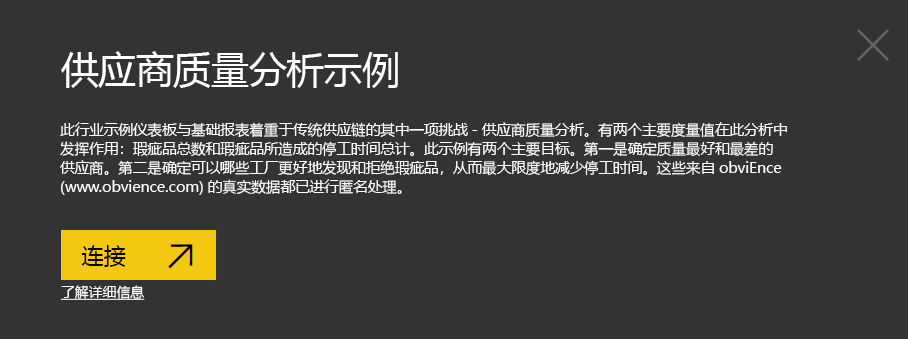 供应商质量分析示例
此行业示例仪表板与基础报表着重于传统供应链的其中一项挑战 - 供应商质量分析。有两个主要度量值在此分析中
发挥作用：瑕疵品总数和瑕疵品所造成的停工时间总计。此示例有两个主要目标。第一是确定质量最好和最差的
供应商。第二是确定可以哪些工厂更好地发现和拒绝瑕疵品，从而最大限度地减少停工时间。这些来自 obviEnce
(www.obvience.com) 的真实数据都已进行匿名处理。
连接
了解详细信息